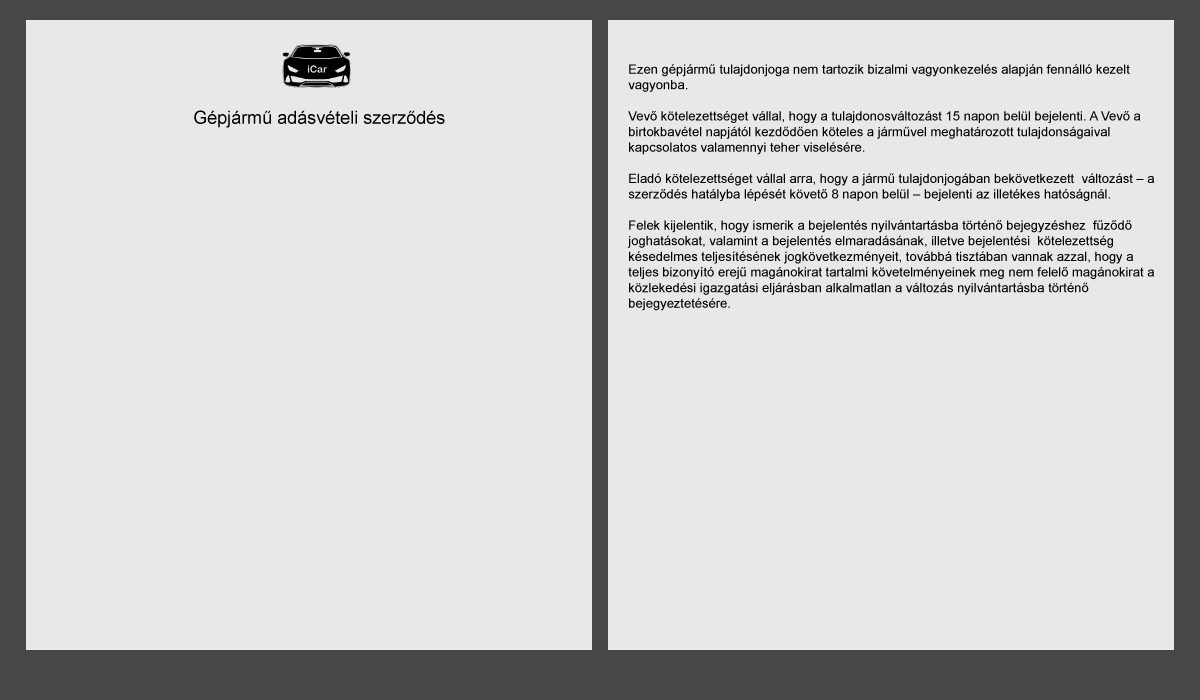 iCar
Gépjármű adásvételi szerződés
Ezen gépjármű tulajdonjoga nem tartozik bizalmi vagyonkezelés alapján fennálló kezelt
vagyonba.
Vevő kötelezettséget vállal, hogy a tulajdonosváltozást 15 napon belül bejelenti. A Vevő a
birtokbavétel napjától kezdődően köteles a járművel meghatározott tulajdonságaival
kapcsolatos valamennyi teher viselésére.
Eladó kötelezettséget vállal arra, hogy a jármű tulajdonjogában bekövetkezett  változást – a
szerződés hatályba lépését követő 8 napon belül – bejelenti az illetékes hatóságnál.
Felek kijelentik, hogy ismerik a bejelentés nyilvántartásba történő bejegyzéshez  fűződő
joghatásokat, valamint a bejelentés elmaradásának, illetve bejelentési  kötelezettség
késedelmes teljesítésének jogkövetkezményeit, továbbá tisztában vannak azzal, hogy a
teljes bizonyító erejű magánokirat tartalmi követelményeinek meg nem felelő magánokirat a
közlekedési igazgatási eljárásban alkalmatlan a változás nyilvántartásba történő
bejegyeztetésére.